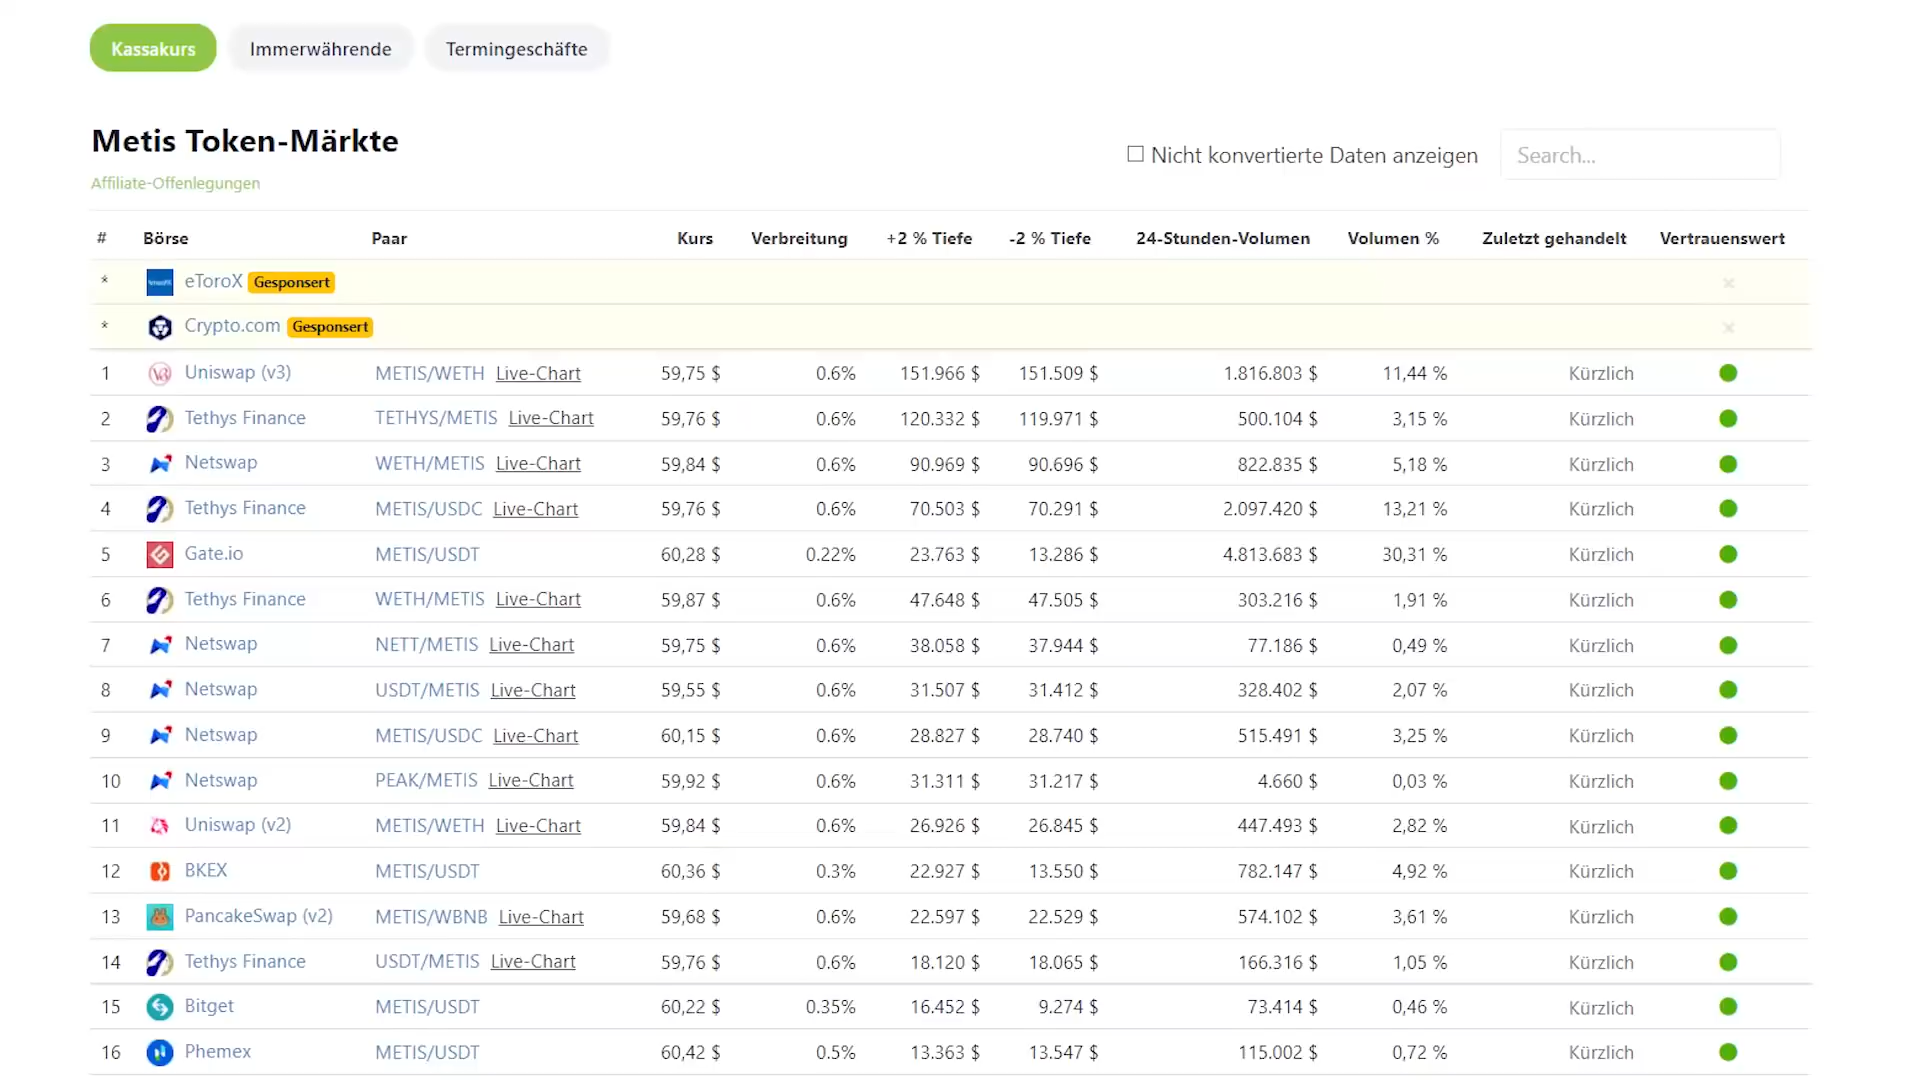 Kassakurs Immerwährende Termingeschäfte
Metis Token-Märkte
Nicht konvertierte Daten anzeigen Search...
Affiliate-Offenlegungen
# Börse Paar Kurs Verbreitung +2 % Tiefe -2 % Tiefe 24-Stunden-Volumen Volumen % Zuletzt gehandelt Vertrauenswert
* eToroX Gesponsert
* Crypto.com Gesponsert
1 Uniswap (v3) METIS/WETH Live-Chart 59,75 $ 0.6% 151.966 $ 151.509 $ 1.816.803 $ 11,44 % Kürzlich
2 Tethys Finance TETHYS/METIS Live-Chart 59,76 $ 0.6% 120.332 $ 119.971 $ 500.104 $ 3,15 % Kürzlich
3 Netswap WETH/METIS Live-Chart 59,84 $ 0.6% 90.969 $ 90.696 $ 822.835 $ 5,18 % Kürzlich
4 Tethys Finance METIS/USDC Live-Chart 59,76 $ 0.6% 70.503 $ 70.291 $ 2.097.420 $ 13,21 % Kürzlich
5 Gate.io METIS/USDT 60,28 $ 0.22% 23.763 $ 13.286 $ 4.813.683 $ 30,31 % Kürzlich
6 Tethys Finance WETH/METIS Live-Chart 59,87 $ 0.6% 47.648 $ 47.505 $ 303.216 $ 1,91 % Kürzlich
7 Netswap NETT/METIS Live-Chart 59,75 $ 0.6% 38.058 $ 37.944 $ 77.186 $ 0,49 % Kürzlich
8 Netswap USDT/METIS Live-Chart 59,55 $ 0.6% 31.507 $ 31.412 $ 328.402 $ 2,07 % Kürzlich
9 Netswap METIS/USDC Live-Chart 60,15 $ 0.6% 28.827 $ 28.740 $ 515.491 $ 3,25 % Kürzlich
10 Netswap PEAK/METIS Live-Chart 59,92 $ 0.6% 31.311 $ 31.217 $ 4.660 $ 0,03 % Kürzlich
11 Uniswap (v2) METIS/WETH Live-Chart 59,84 $ 0.6% 26.926 $ 26.845 $ 447.493 $ 2,82 % Kürzlich
12 BKEX METIS/USDT 60,36 $ 0.3% 22.927 $ 13.550 $ 782.147 $ 4,92 % Kürzlich
13 PancakeSwap (v2) METIS/WBNB Live-Chart 59,68 $ 0.6% 22.597 $ 22.529 $ 574.102 $ 3,61 % Kürzlich
14 Tethys Finance USDT/METIS Live-Chart 59,76 $ 0.6% 18.120 $ 18.065 $ 166.316 $ 1,05 % Kürzlich
15 Bitget METIS/USDT 60,22 $ 0.35% 16.452 $ 9.274 $ 73.414 $ 0,46 % Kürzlich
16 Phemex METIS/USDT 60,42 $ 0.5% 13.363 $ 13.547 $ 115.002 $ 0,72 % Kürzlich